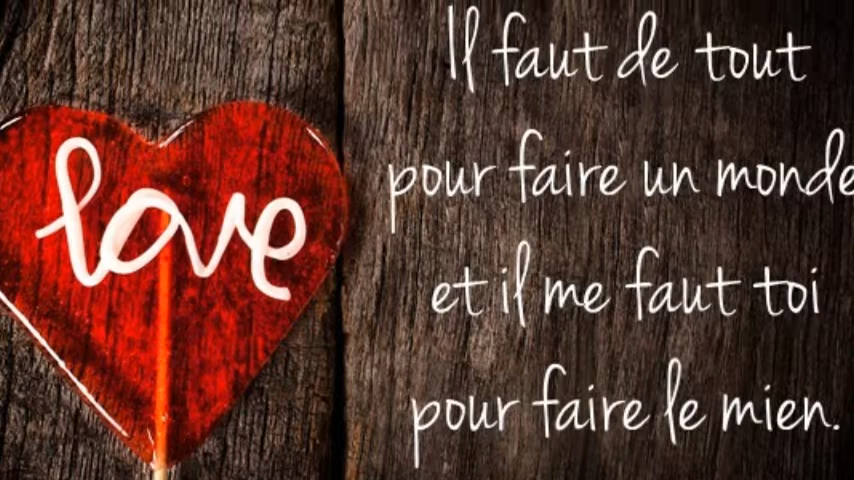 love
Il faut de tout
pour faire un monde
et il me faut toi
pour faire le mien.